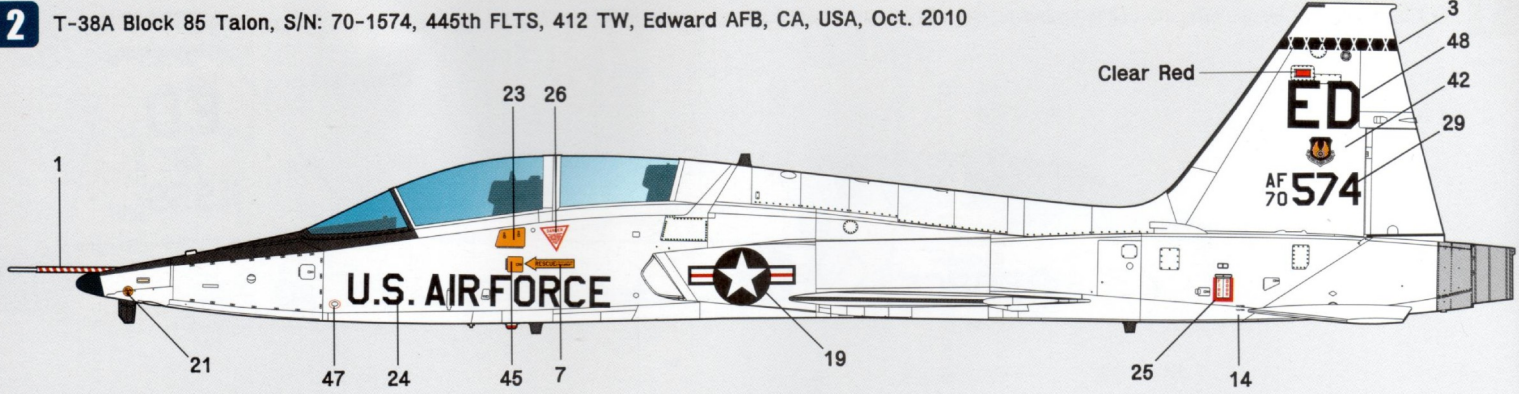 2 T-38A Block 85 Talon, S/N: 70-1574, 445th FLTS, 412 TW, Edward AFB, CA, USA, Oct. 2010
3
48
Clear Red
42
ED
29
23 26
1
AF
70 574
RESCUE
U.S. AIR FORCE
21
47 24 45 7
19
25
14